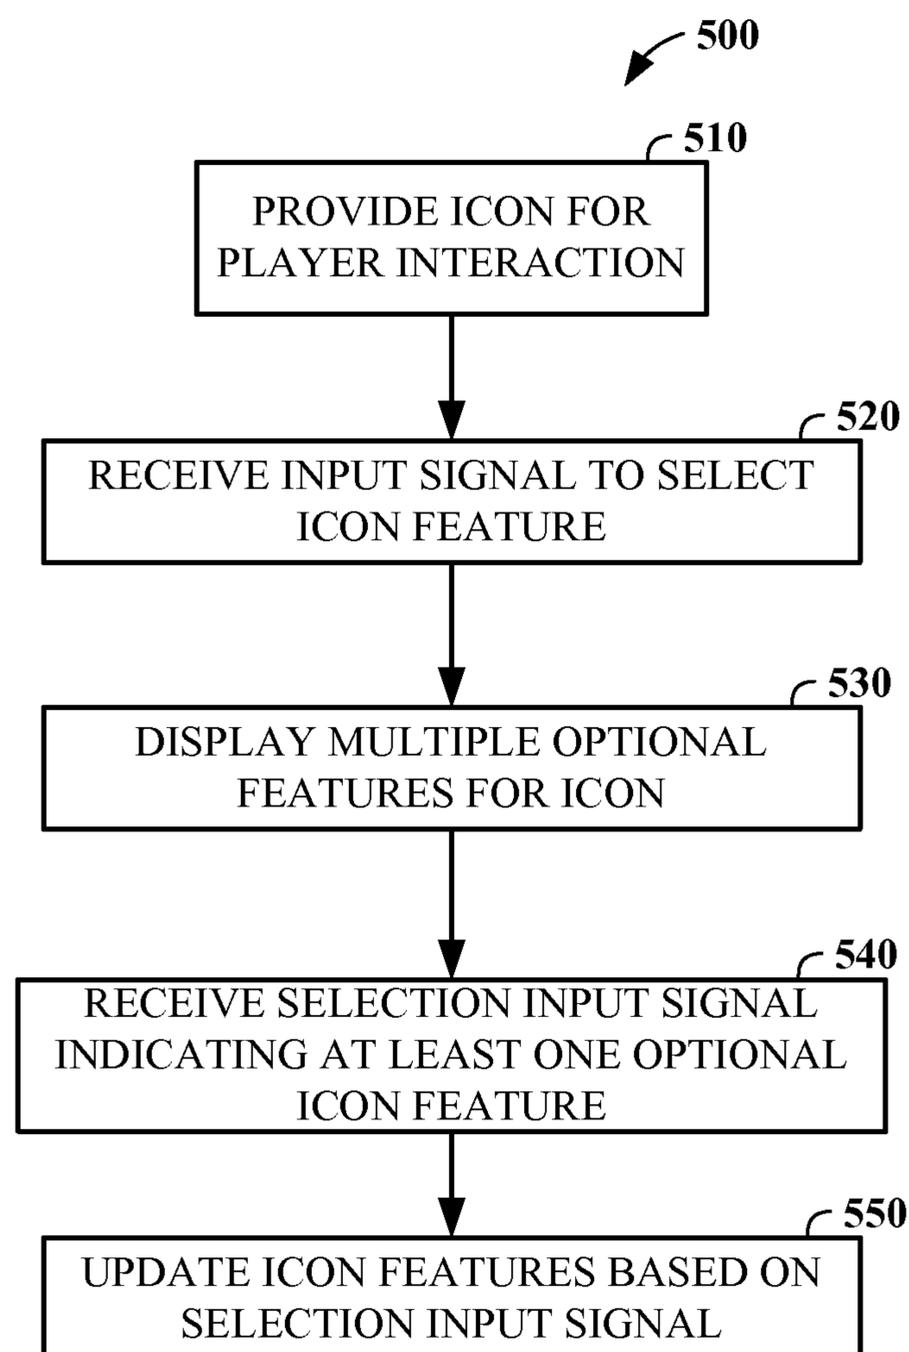 500
510
PROVIDE ICON FOR
PLAYER INTERACTION
520
RECEIVE INPUT SIGNAL TO SELECT
ICON FEATURE
530
DISPLAY MULTIPLE OPTIONAL
FEATURES FOR ICON
540
RECEIVE SELECTION INPUT SIGNAL
INDICATING AT LEAST ONE OPTIONAL
ICON FEATURE
550
UPDATE ICON FEATURES BASED ON
SELECTION INPUT SIGNAL